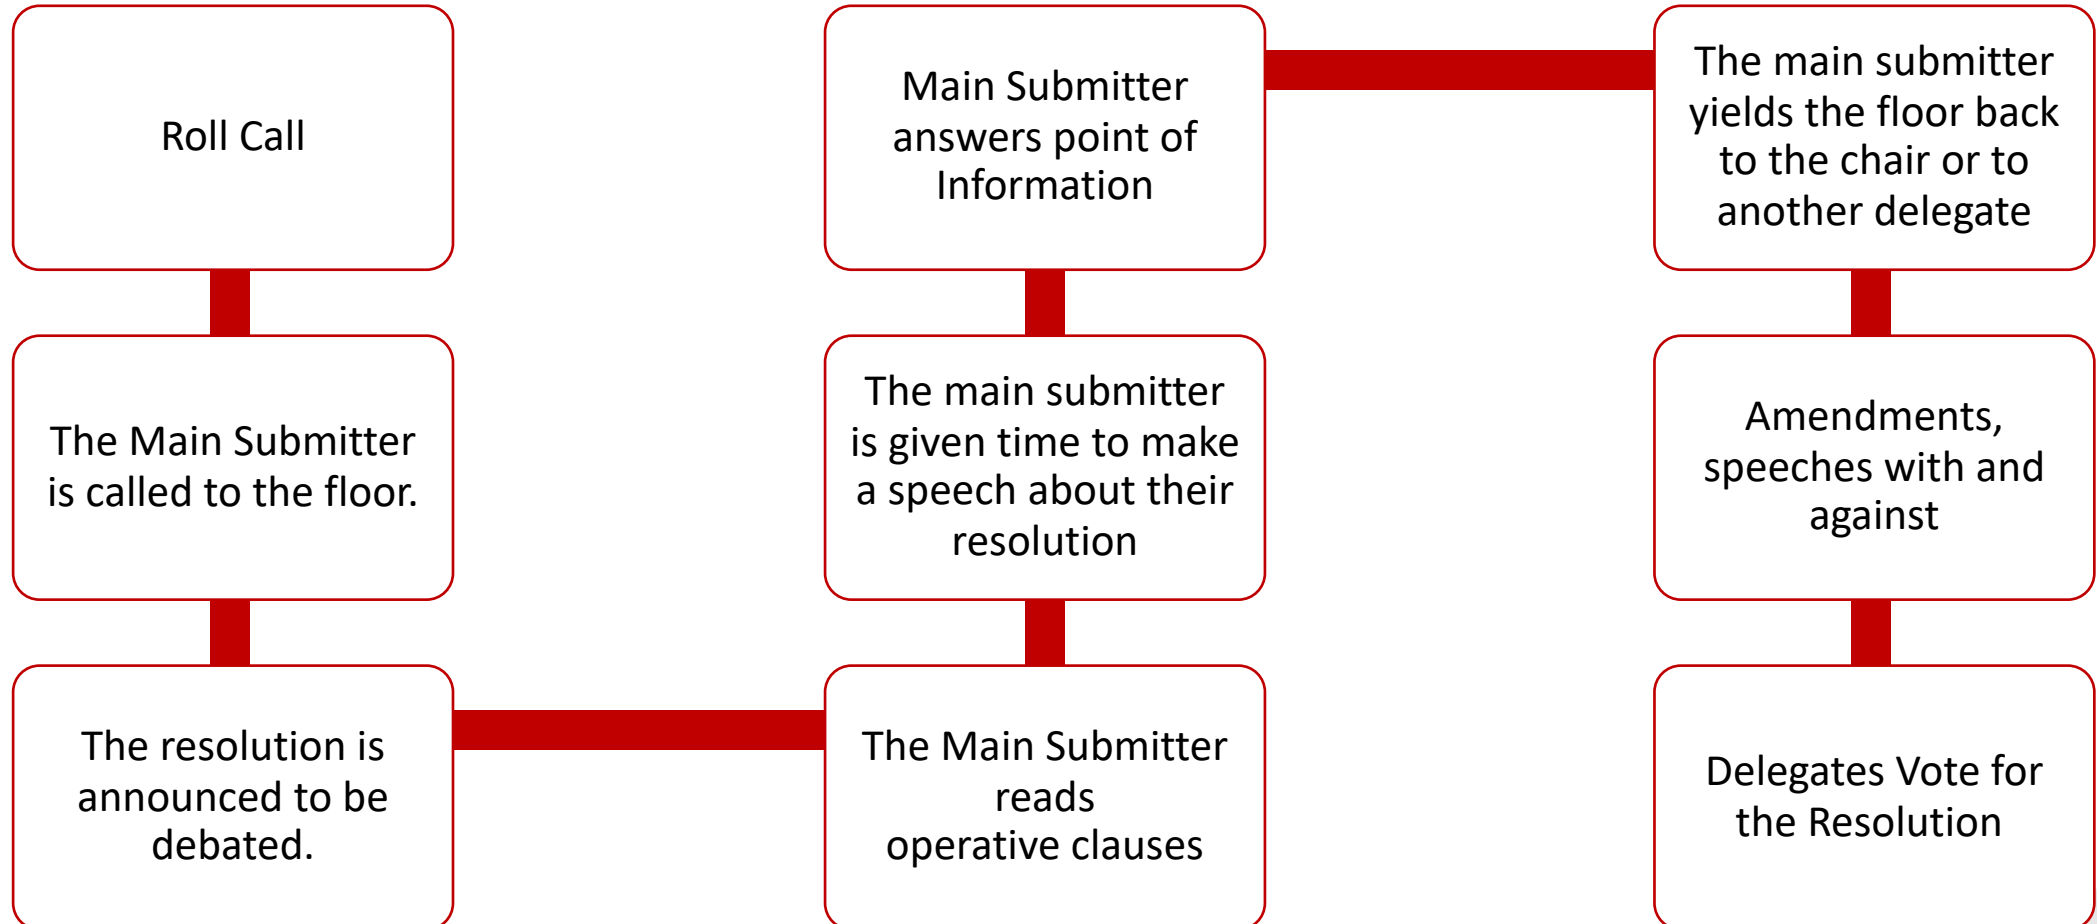 Roll Call
The Main Submitter
is called to the floor.
The resolution is
announced to be
debated.
The Main Submitter
reads
operative clauses
The main submitter
is given time to make
a speech about their
resolution
Main Submitter
answers point of
Information
The main submitter
yields the floor back
to the chair or to
another delegate
Amendments,
speeches with and
against
Delegates Vote for
the Resolution